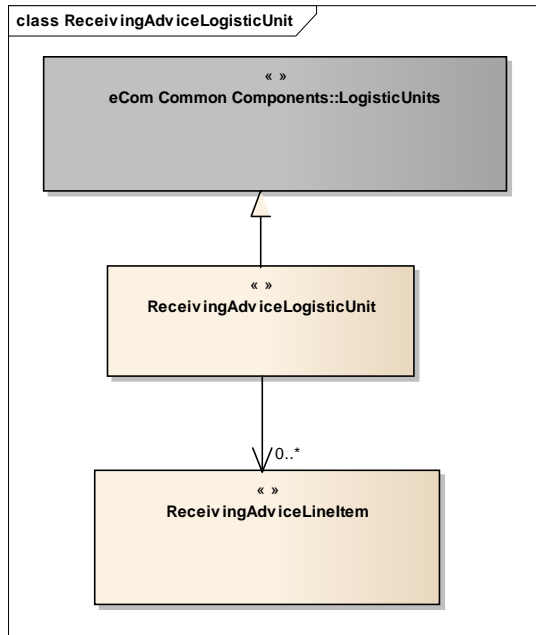 class ReceivingAdviceLogisticUnit
« »
eCom Common Components::LogisticUnits
« »
ReceivingAdviceLogisticUnit
0..*
« »
ReceivingAdviceLineItem